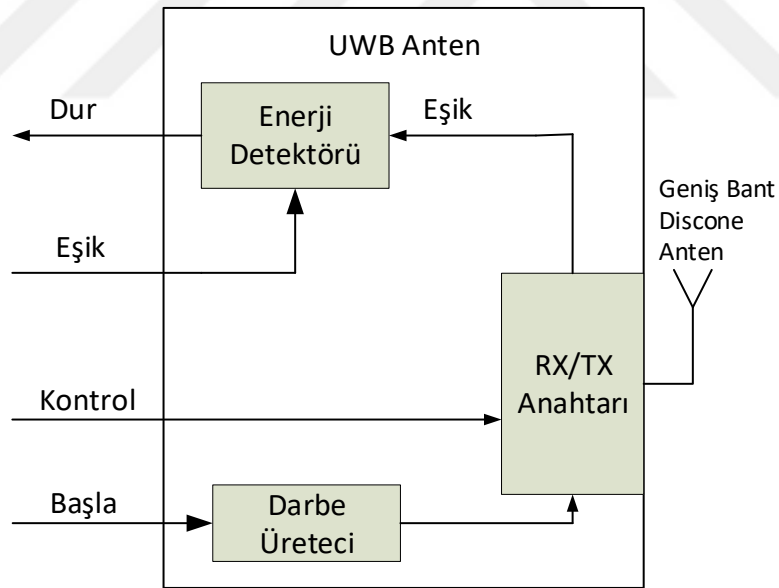 UWB Anten
Dur
Enerji
Detektörü
Eşik
Geniş Bant
Discone
Anten
Eşik
RX/TX
Anahtarı
Kontrol
Başla
Darbe
Üreteci